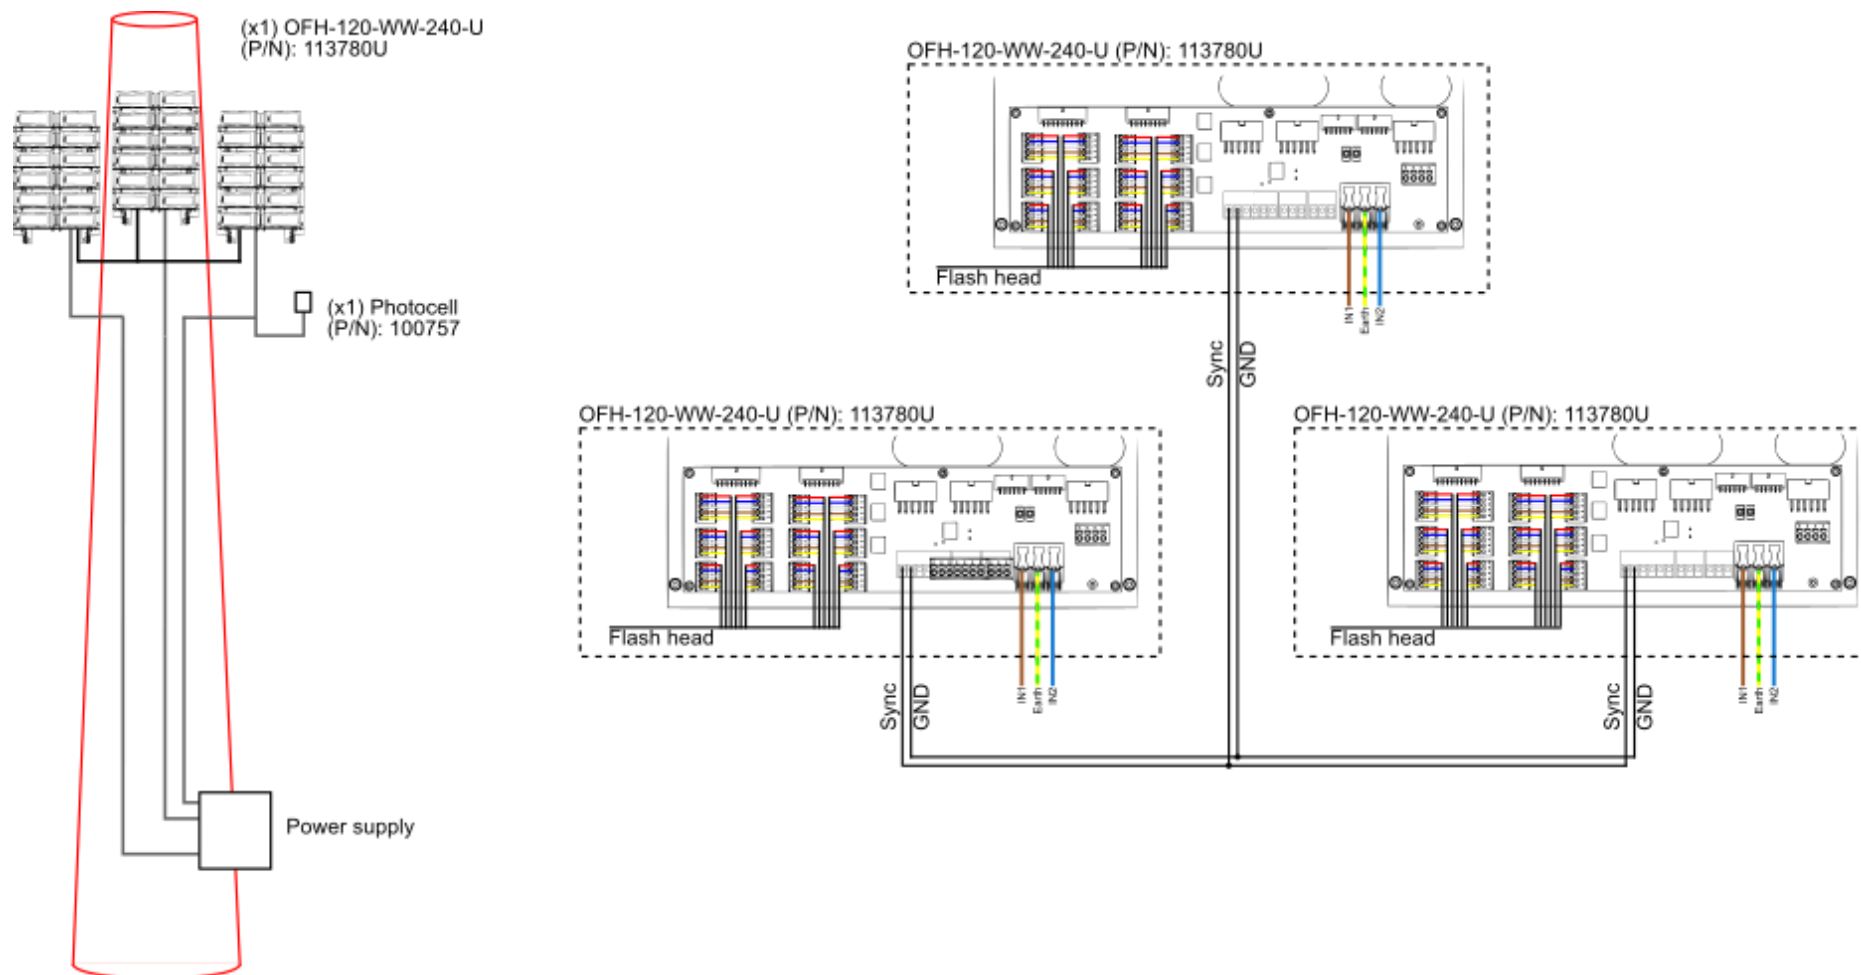 (x1) OFH-120-WW-240-U
(P/N): 113780U
(x1) Photocell
(P/N): 100757
Power supply
OFH-120-WW-240-U (P/N): 113780U
Flash head
IN1
Earth
IN2
Sync
GND
OFH-120-WW-240-U (P/N): 113780U
Flash head
IN1
Earth
IN2
Sync
GND
OFH-120-WW-240-U (P/N): 113780U
Flash head
IN1
Earth
IN2
Sync
GND